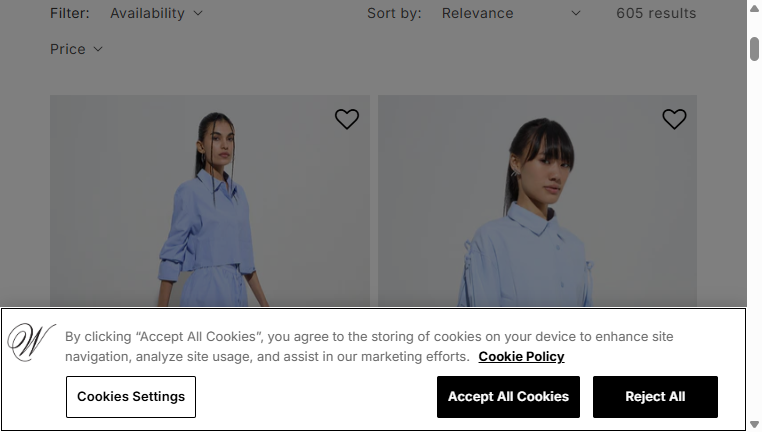 Filter: Availability Sort by: Relevance 605 results
Price
W
By clicking “Accept All Cookies”, you agree to the storing of cookies on your device to enhance site
navigation, analyze site usage, and assist in our marketing efforts. Cookie Policy
Cookies Settings Accept All Cookies Reject All